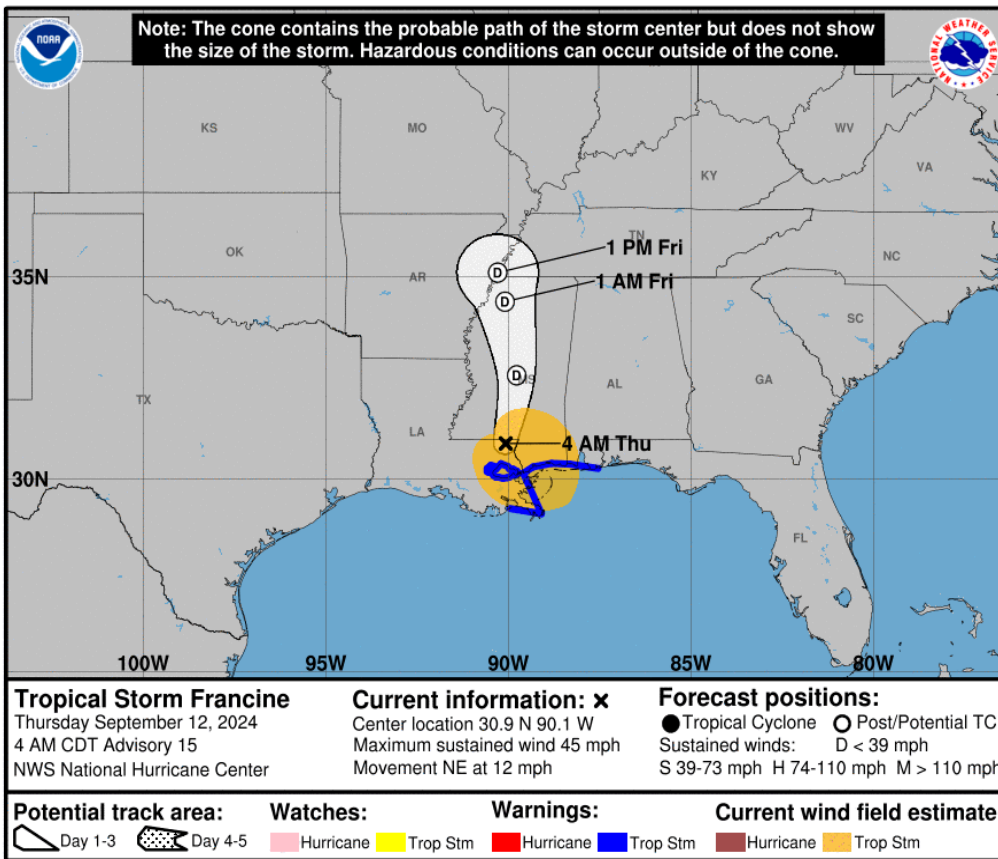 Note: The cone contains the probable path of the storm center but does not show
the size of the storm. Hazardous conditions can occur outside of the cone.
NOAA
NATIONAL WEATHER SERVICE
KS
MO
WV
KY
VA
OK
AR
TN
NC
1 PM Fri
35N
1 AM Fri
SC
MS
AL
GA
TX
LA
4 AM Thu
30N
FL
100W
95W
90W
85W
80W
Tropical Storm Francine
Thursday September 12, 2024
4 AM CDT Advisory 15
NWS National Hurricane Center
Current information: ×
Center location 30.9 N 90.1 W
Maximum sustained wind 45 mph
Movement NE at 12 mph
Forecast positions:
Tropical Cyclone Post/Potential TC
Sustained winds: D < 39 mph
S 39-73 mph H 74-110 mph M > 110 mph
Potential track area:
Day 1-3 Day 4-5
Watches:
Hurricane Trop Stm
Warnings:
Hurricane Trop Stm
Current wind field estimate
Hurricane Trop Stm
D
D
D